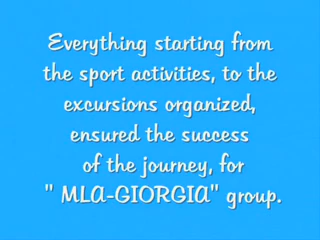 Everything starting from
the sport activities, to the
excursions organized,
ensured the success
of the journey, for
" MLA-GIORGIA" group.